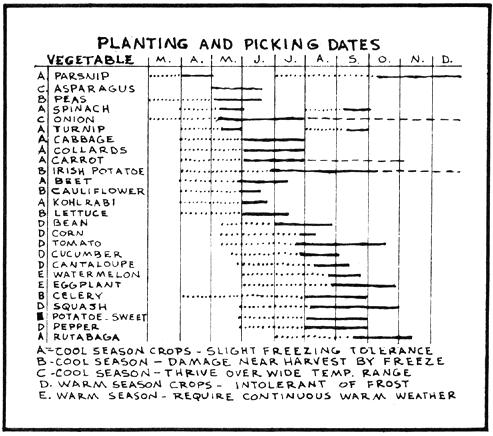 PLANTING AND PICKING DATES
VEGETABLE M. A. M. J. J. A. S. O. N. D.
A. PARSNIP
C. ASPARAGUS
B PEAS
A SPINACH
C ONION
A TURNIP
A CABBAGE
A COLLARDS
A CARROT
B IRISH POTATOE
A BEET
B CAULIFLOWER
A KOHLRABI
B LETTUCE
D BEAN
D CORN
D TOMATO
D CUCUMBER
D CANTALOUPE
E WATERMELON
E EGGPLANT
B CELERY
D SQUASH
POTATOE-SWEET
D PEPPER
A RUTABAGA
A-COOL SEASON CROPS - SLIGHT FREEZING TOLERANCE
B-COOL SEASON - DAMAGE NEAR HARVEST BY FREEZE
C-COOL SEASON - THRIVE OVER WIDE TEMP. RANGE
D. WARM SEASON CROPS - INTOLERANT OF FROST
E. WARM SEASON - REQUIRE CONTINUOUS WARM WEATHER